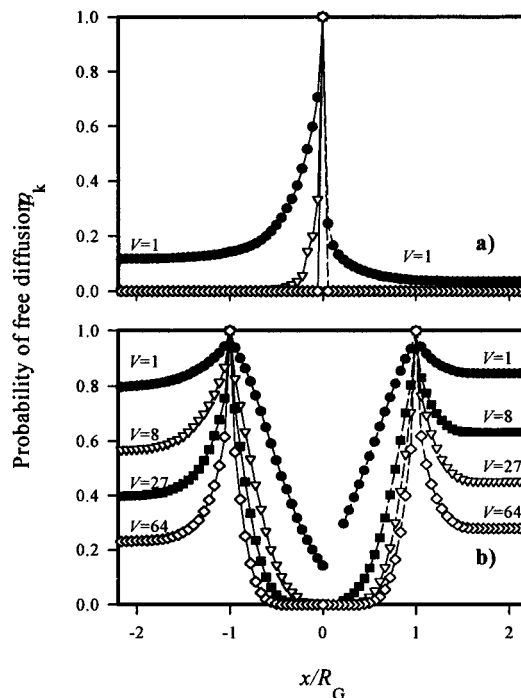 Probability of free diffusion p_k
1.0
0.8
0.6
0.4
0.2
0.0
V=1
V=1
a)
1.0
0.8
0.6
0.4
0.2
0.0
V=1
V=8
V=27
V=64
V=1
V=8
V=27
V=64
b)
-2
-1
0
1
2
x/R_G